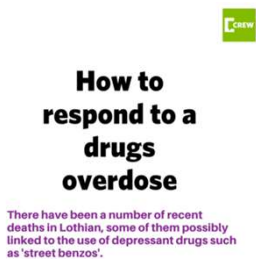 CREW
How to
respond to a
drugs
overdose
There have been a number of recent
deaths in Lothian, some of them possibly
linked to the use of depressant drugs such
as 'street benzos'.